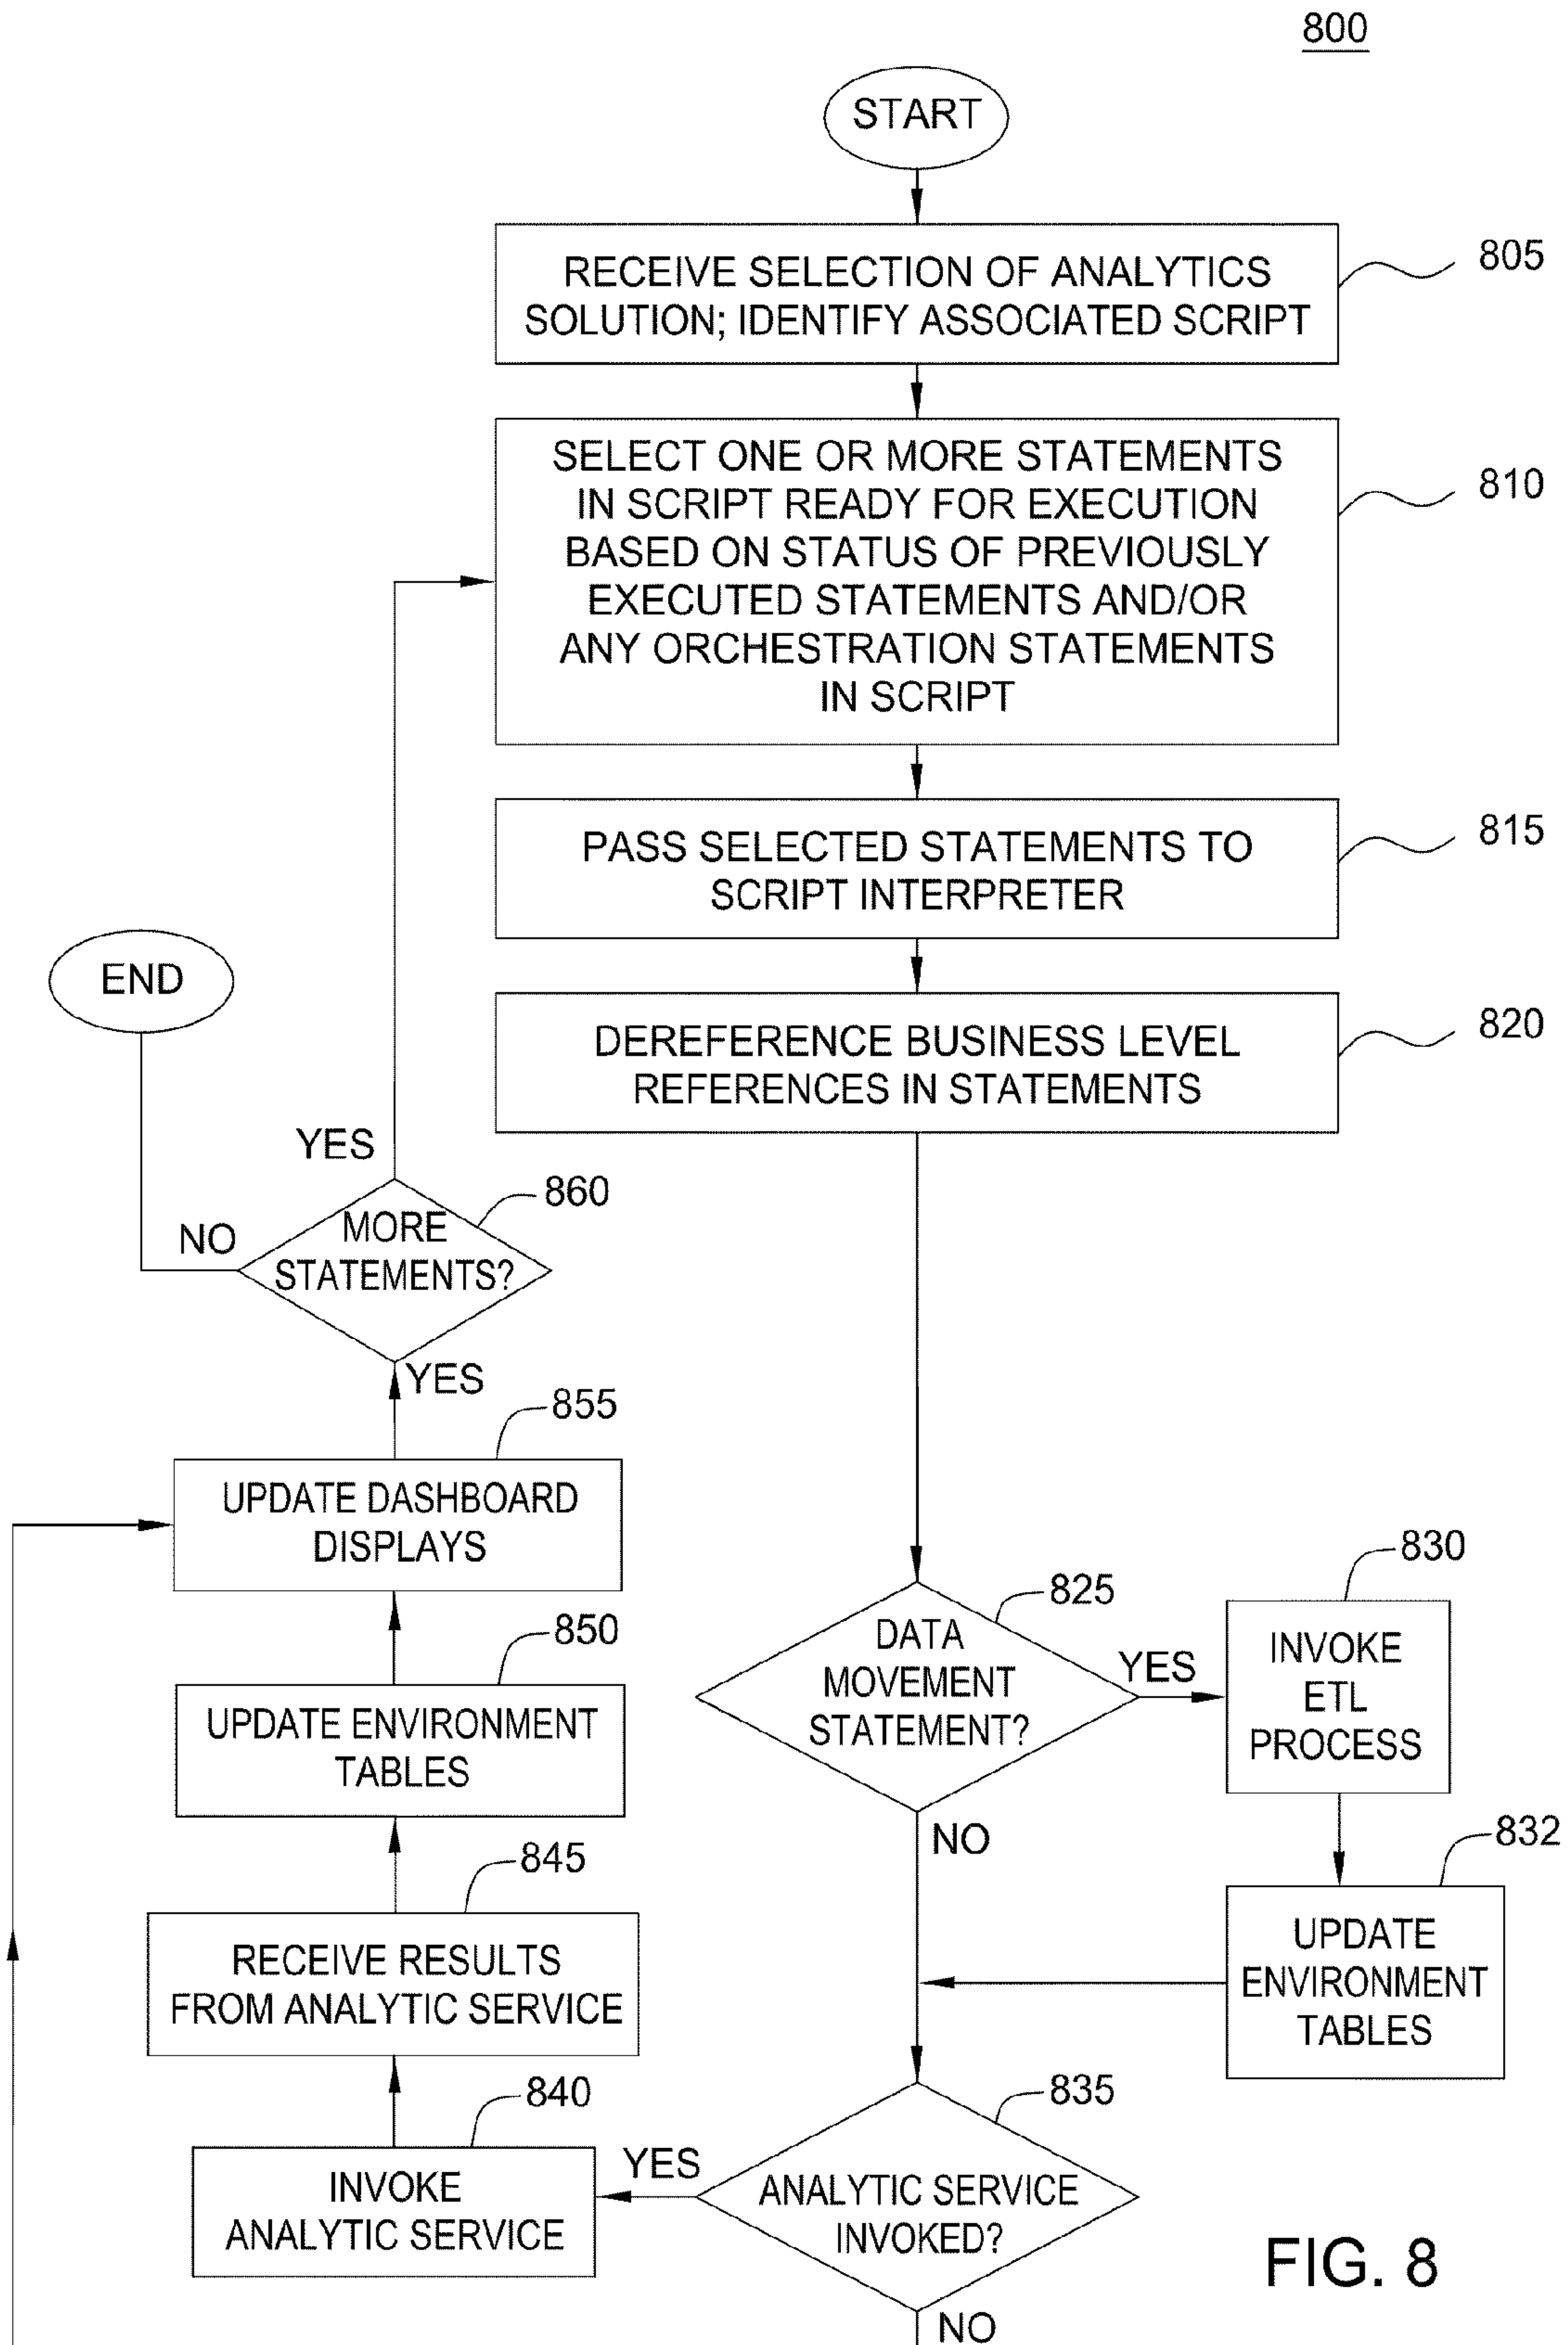 800
START
RECEIVE SELECTION OF ANALYTICS
SOLUTION; IDENTIFY ASSOCIATED SCRIPT
805
SELECT ONE OR MORE STATEMENTS
IN SCRIPT READY FOR EXECUTION
BASED ON STATUS OF PREVIOUSLY
EXECUTED STATEMENTS AND/OR
ANY ORCHESTRATION STATEMENTS
IN SCRIPT
810
PASS SELECTED STATEMENTS TO
SCRIPT INTERPRETER
815
END
DEREFERENCE BUSINESS LEVEL
REFERENCES IN STATEMENTS
820
YES
860
NO
MORE
STATEMENTS?
YES
855
UPDATE DASHBOARD
DISPLAYS
830
825
DATA
MOVEMENT
STATEMENT?
YES
INVOKE
ETL
PROCESS
850
UPDATE ENVIRONMENT
TABLES
NO
832
845
RECEIVE RESULTS
FROM ANALYTIC SERVICE
UPDATE
ENVIRONMENT
TABLES
840
835
INVOKE
ANALYTIC SERVICE
YES
ANALYTIC SERVICE
INVOKED?
NO
FIG. 8